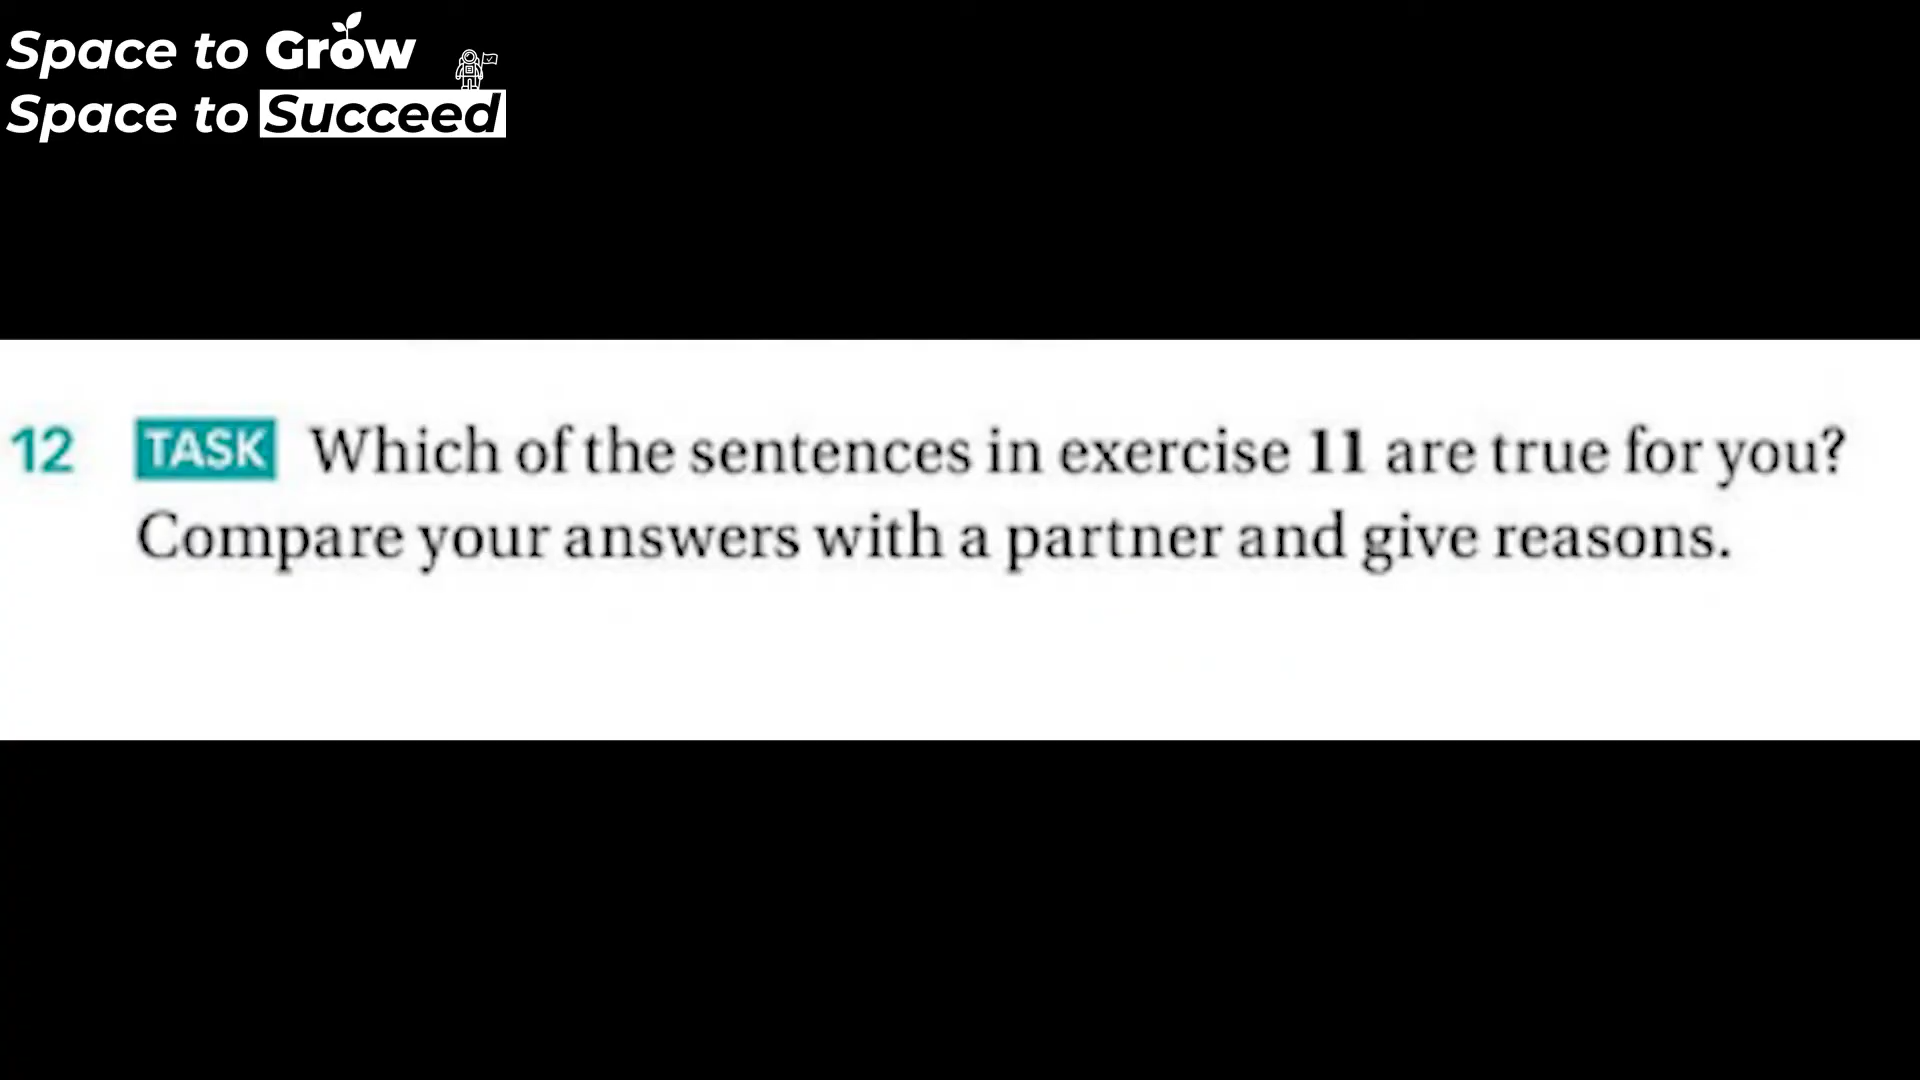 Space to Grow
Space to Succeed
12 TASK Which of the sentences in exercise 11 are true for you?
Compare your answers with a partner and give reasons.